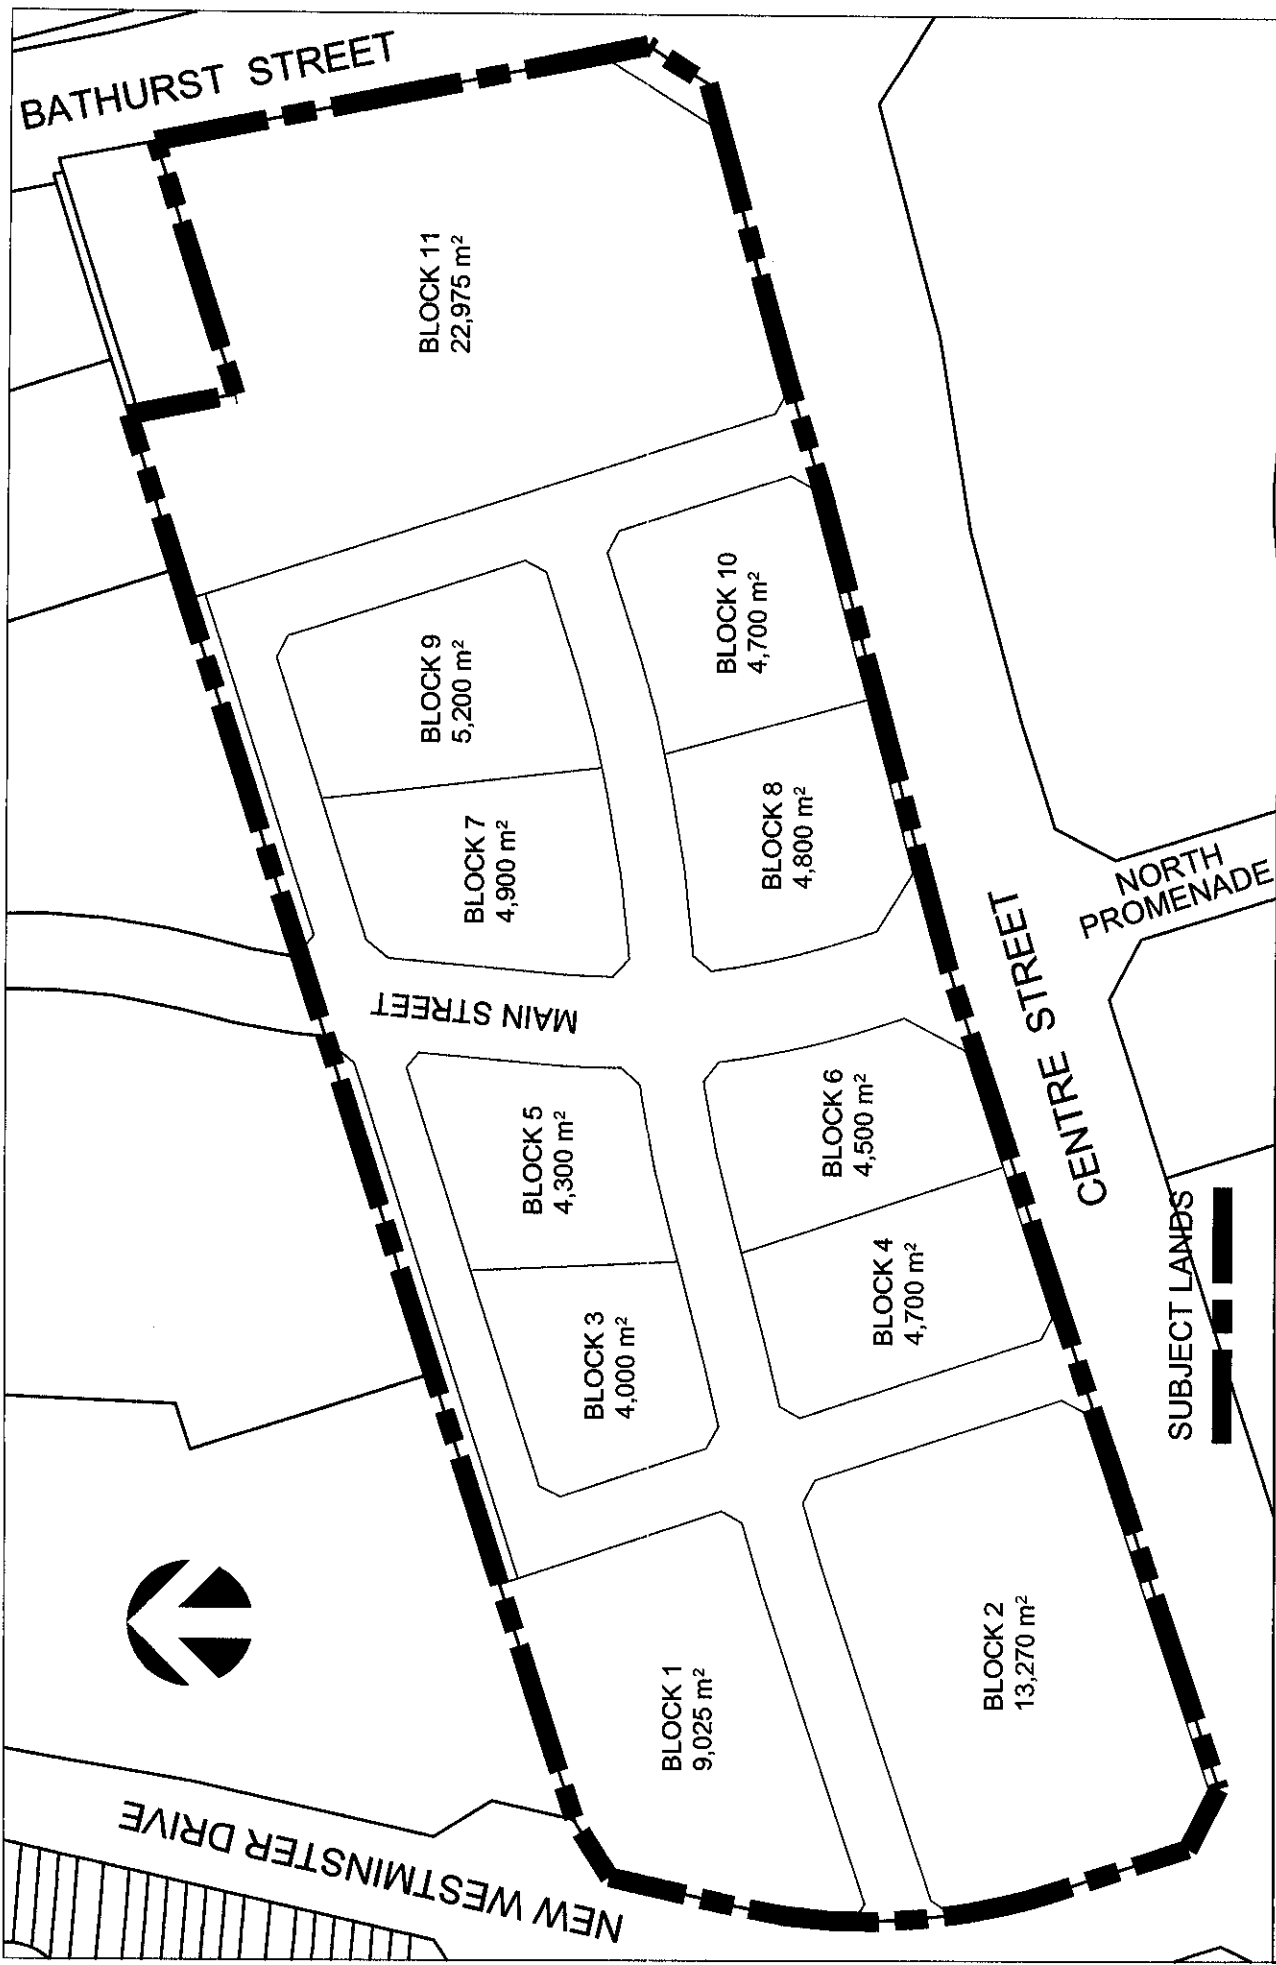 BATHURST STREET
BLOCK 11
22,975 m²
BLOCK 9
5,200 m²
BLOCK 10
4,700 m²
BLOCK 7
4,900 m²
BLOCK 8
4,800 m²
NORTH
PROMENADE
MAIN STREET
CENTRE STREET
BLOCK 5
4,300 m²
BLOCK 6
4,500 m²
BLOCK 3
4,000 m²
BLOCK 4
4,700 m²
SUBJECT LANDS
BLOCK 1
9,025 m²
BLOCK 2
13,270 m²
NEW WESTMINSTER DRIVE